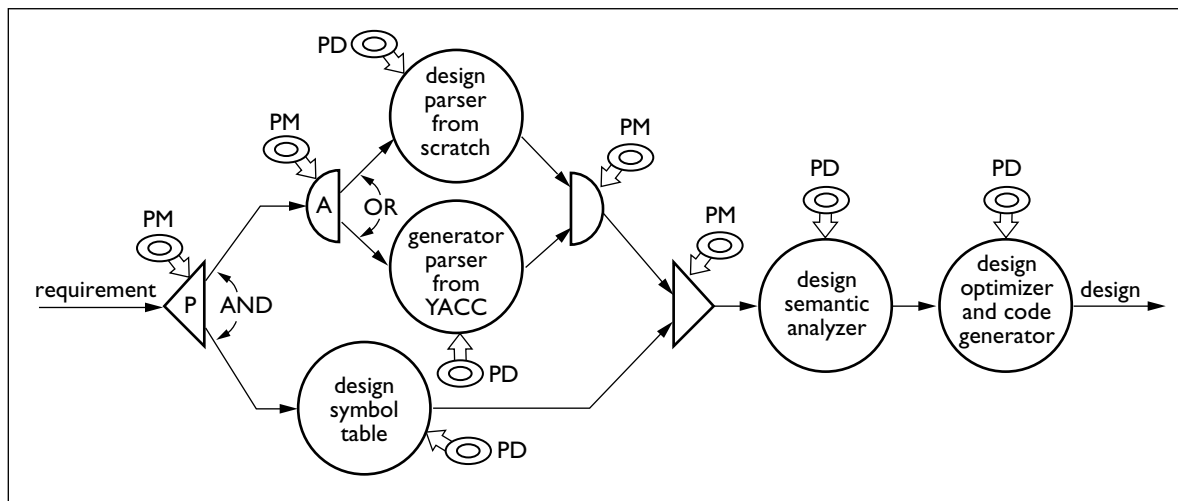 PD
design
parser
from
scratch
PM
PM
A
OR
PD
PD
PM
generator
parser
from
YACC
PM
requirement
P
AND
design
semantic
analyzer
design
optimizer
and code
generator
design
PD
design
symbol
table
PD